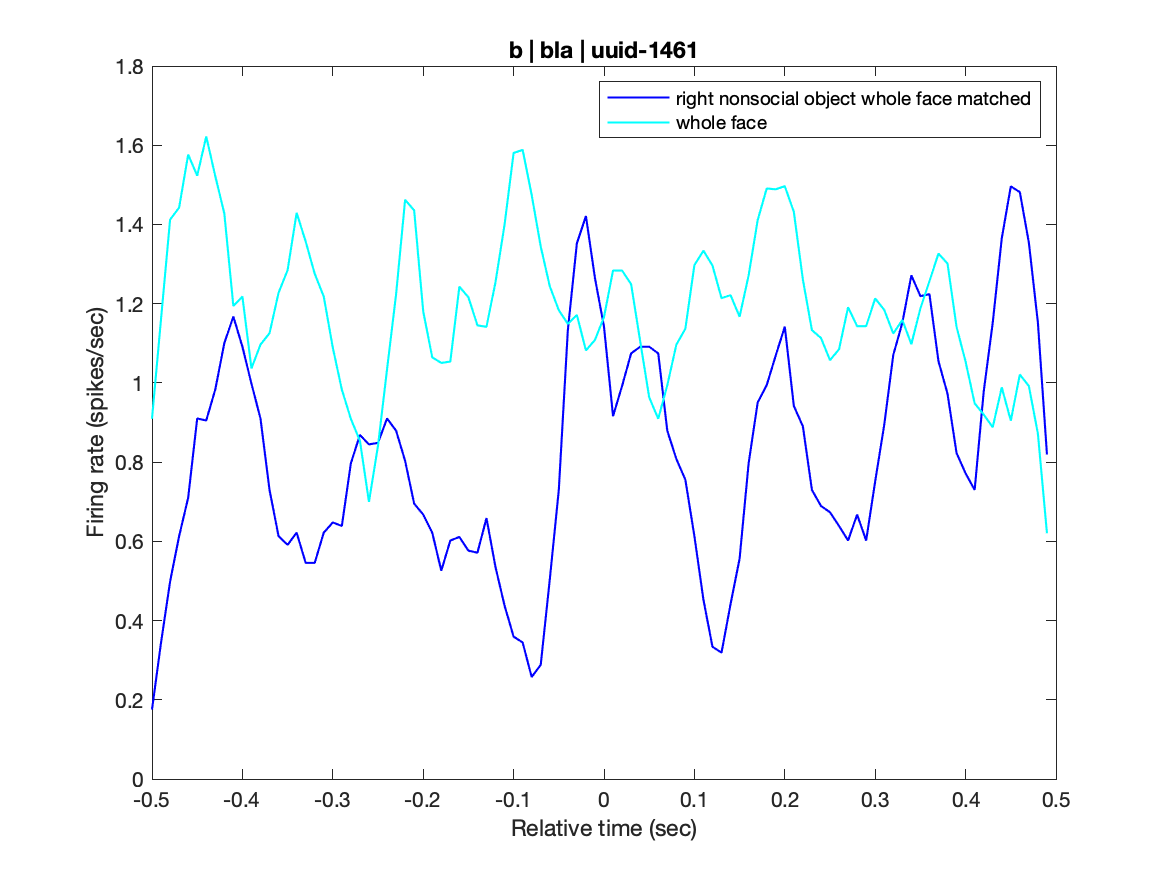 b | bla | uuid-1461
right nonsocial object whole face matched
whole face
1.8
1.6
1.4
1.2
1
0.8
0.6
0.4
0.2
0
Firing rate (spikes/sec)
-0.5 -0.4 -0.3 -0.2 -0.1 0 0.1 0.2 0.3 0.4 0.5
Relative time (sec)